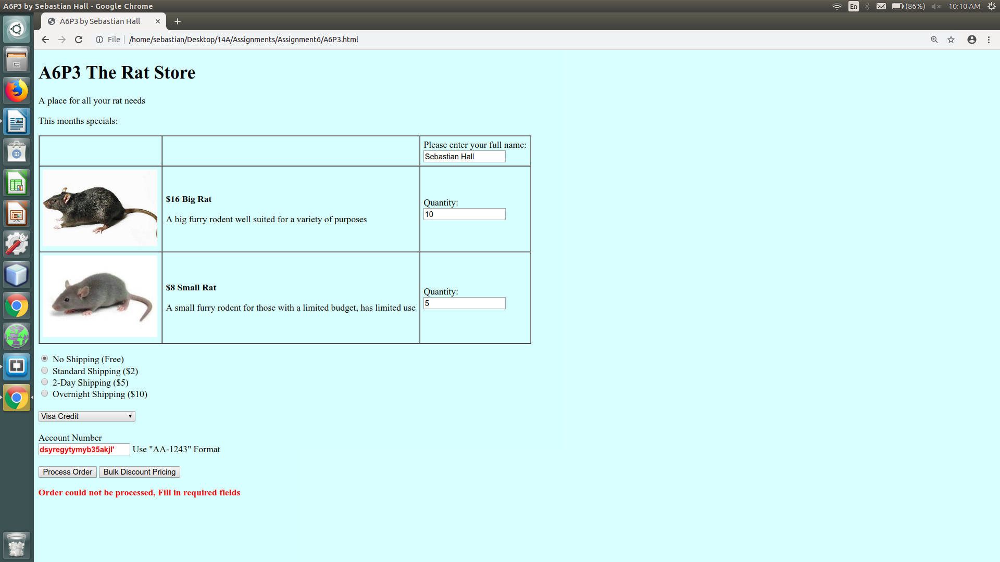 A6P3 by Sebastian Hall - Google Chrome
En
(86%)
10:10 AM
A6P3 by Sebastian Hall
File
/home/sebastian/Desktop/14A/Assignments/Assignment6/A6P3.html
A6P3 The Rat Store
A place for all your rat needs
This months specials:
Please enter your full name:
Sebastian Hall
$16 Big Rat
A big furry rodent well suited for a variety of purposes
Quantity:
10
$8 Small Rat
A small furry rodent for those with a limited budget, has limited use
Quantity:
5
No Shipping (Free)
Standard Shipping ($2)
2-Day Shipping ($5)
Overnight Shipping ($10)
Visa Credit
Account Number
dsyregytymyb35akjl' Use "AA-1243" Format
Process Order Bulk Discount Pricing
Order could not be processed, Fill in required fields